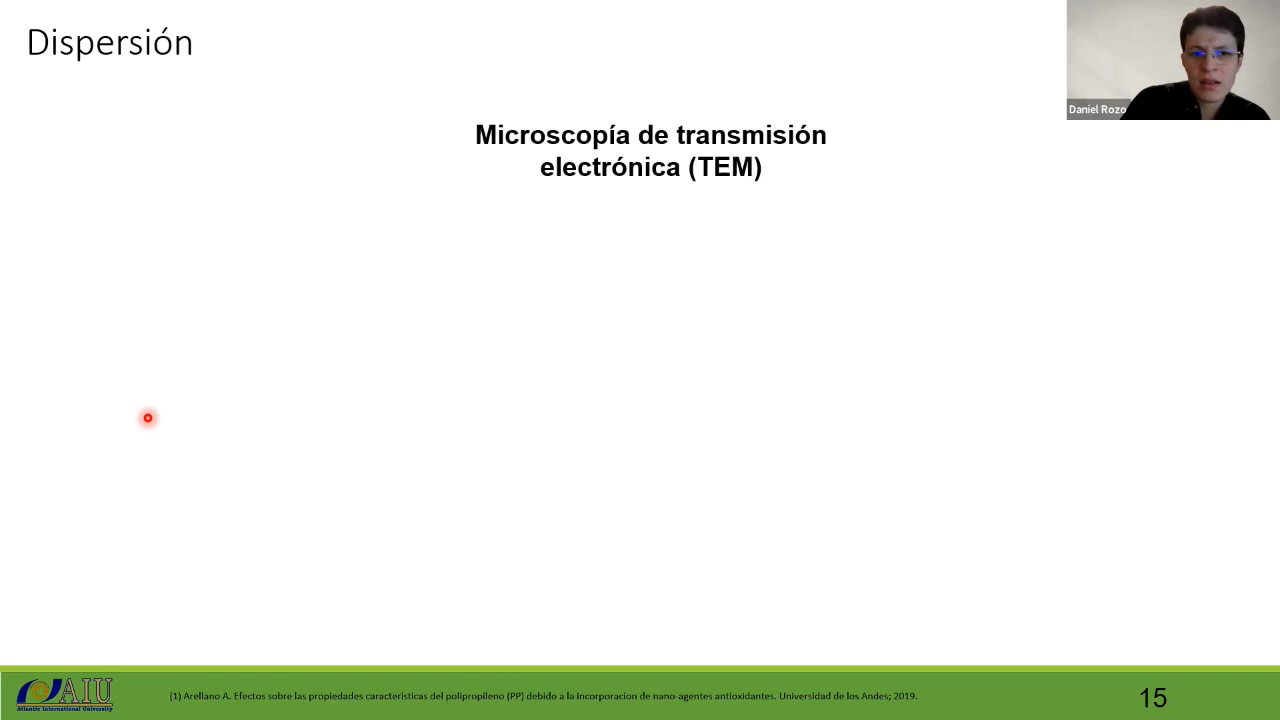 Dispersión
Daniel Rozo
Microscopía de transmisión
electrónica (TEM)
AIU
Atlantic International University
(1) Arellano A. Efectos sobre las propiedades caracteristicas del polipropileno (PP) debido a la incorporacion de nano-agentes antioxidantes. Universidad de los Andes; 2019.
15